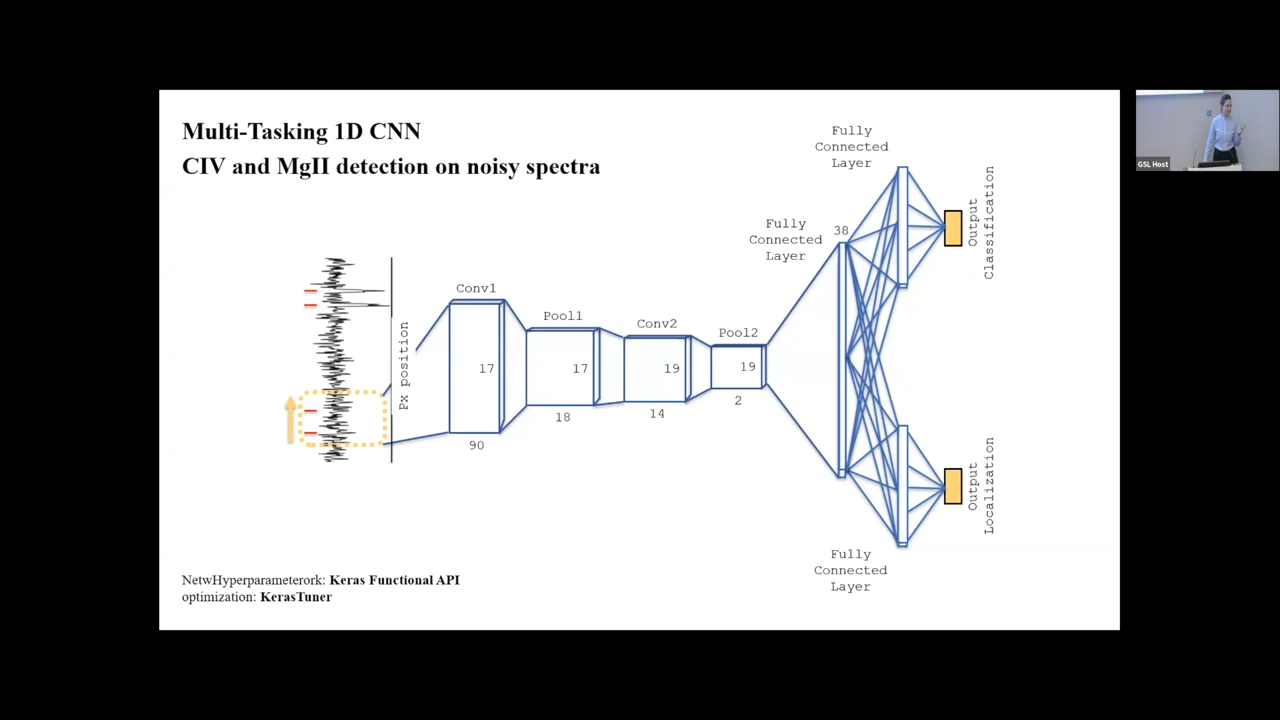 Multi-Tasking 1D CNN
CIV and MgII detection on noisy spectra
Px position
Conv1
17
90
Pool1
17
18
Conv2
19
14
Pool2
19
2
Fully
Connected
Layer
38
Fully
Connected
Layer
Output
Classification
Output
Localization
Fully
Connected
Layer
NetwHyperparameterork: Keras Functional API
optimization: KerasTuner
GSL Host